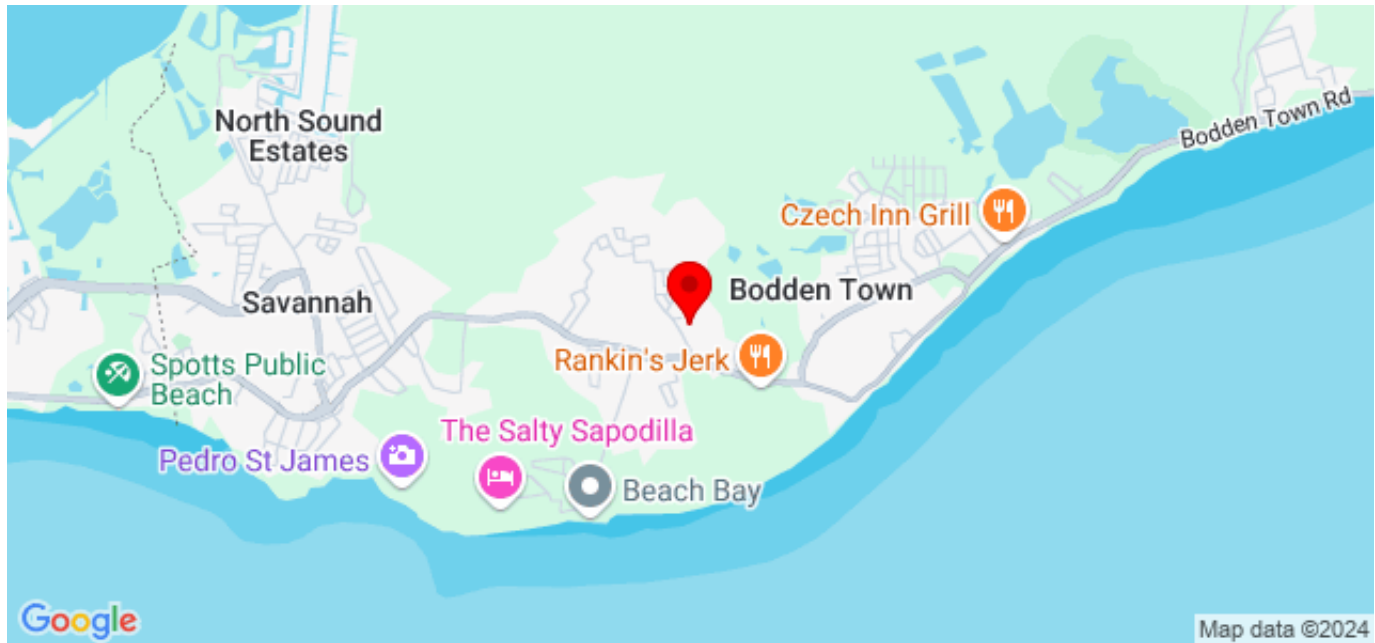 North Sound
Estates
Bodden Town Rd
Czech Inn Grill
Savannah
Bodden Town
Spotts Public
Beach
Rankin's Jerk
The Salty Sapodilla
Pedro St James
Beach Bay
Google
Map data ©2024